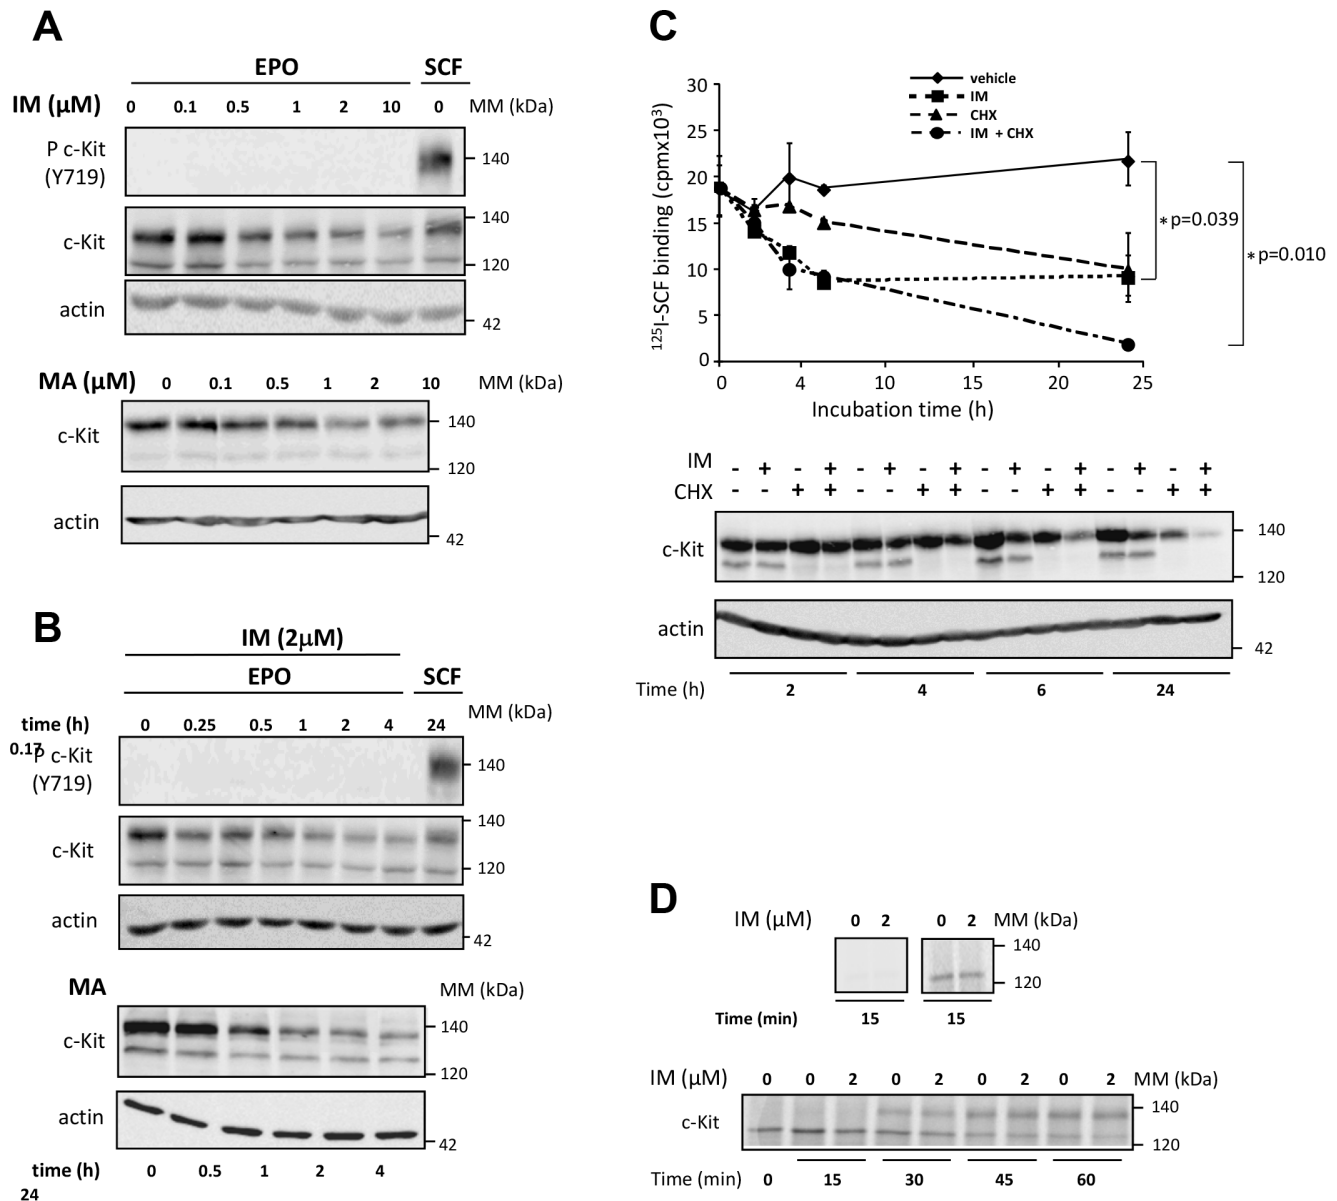 A
EPO SCF
IM (μM) 0 0.1 0.5 1 2 10 0 MM (kDa)
P c-Kit
(Y719)
140
c-Kit
140
120
actin
42
MA (μM) 0 0.1 0.5 1 2 10 MM (kDa)
c-Kit
140
120
actin
42
B
IM (2μM)
EPO SCF
MM (kDa)
time (h) 0 0.25 0.5 1 2 4 24
0.17
P c-Kit
(Y719)
140
c-Kit
140
120
actin
42
MA MM (kDa)
c-Kit
140
120
actin
42
time (h) 0 0.5 1 2 4
24
C
vehicle
IM
CHX
IM + CHX
30
25
20
15
10
5
0
¹²⁵I-SCF binding (cpmx10³)
0 4 10 15 20 25
Incubation time (h)
*p=0.039
*p=0.010
IM - + - + - + - + - + - + - + - +
CHX - - + + - - + + - - + + - - + +
c-Kit
140
120
actin
42
Time (h) 2 4 6 24
D
IM (μM) 0 2 0 2 MM (kDa)
140
120
Time (min) 15 15
IM (μM) 0 0 2 0 2 0 2 0 2 MM (kDa)
c-Kit
140
120
Time (min) 0 15 30 45 60